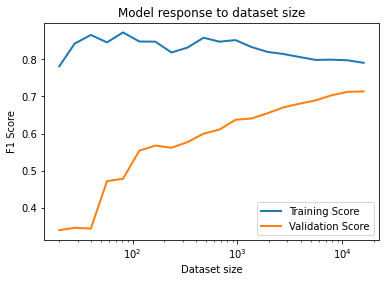 Model response to dataset size
F1 Score
0.8
0.7
0.6
0.5
0.4
Training Score
Validation Score
10²
10³
10⁴
Dataset size